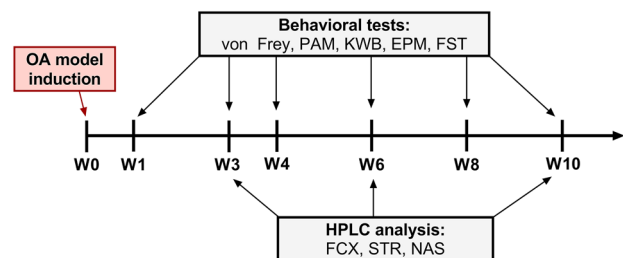 Behavioral tests:
von Frey, PAM, KWB, EPM, FST
OA model
induction
W0 W1 W3 W4 W6 W8 W10
HPLC analysis:
FCX, STR, NAS